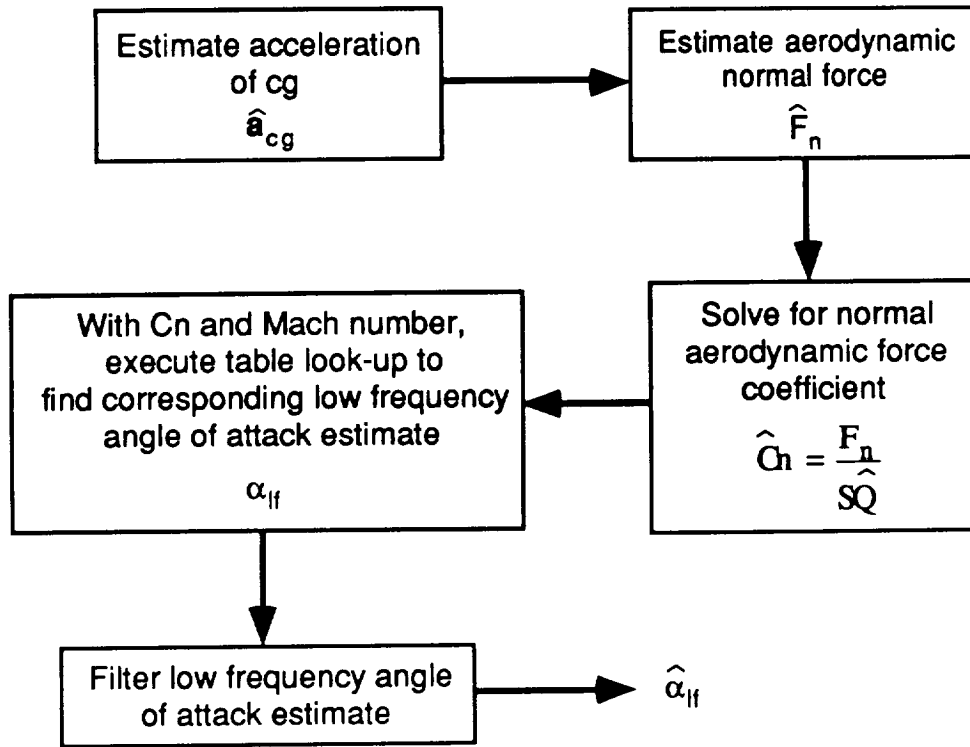 Estimate acceleration
of cg
â_cg
Estimate aerodynamic
normal force
F̂_n
Solve for normal
aerodynamic force
coefficient
Ĉn = F_n / SQ̂
With Cn and Mach number,
execute table look-up to
find corresponding low frequency
angle of attack estimate
α_lf
Filter low frequency angle
of attack estimate
α̂_lf